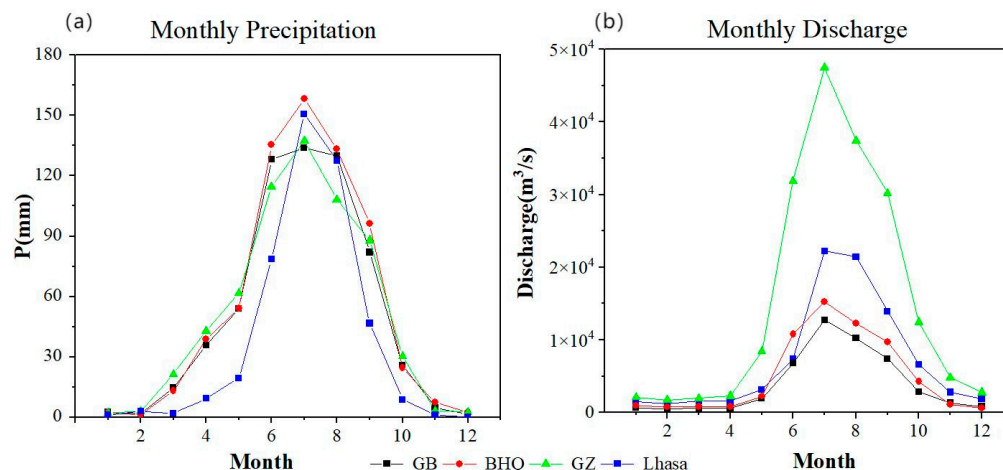 (a)
Monthly Precipitation
180
150
120
90
60
30
0
P(mm)
2 4 6 8 10 12
Month
(b)
Monthly Discharge
5×10⁴
4×10⁴
3×10⁴
2×10⁴
1×10⁴
0
Discharge(m³/s)
2 4 6 8 10 12
Month
GB BHO GZ Lhasa